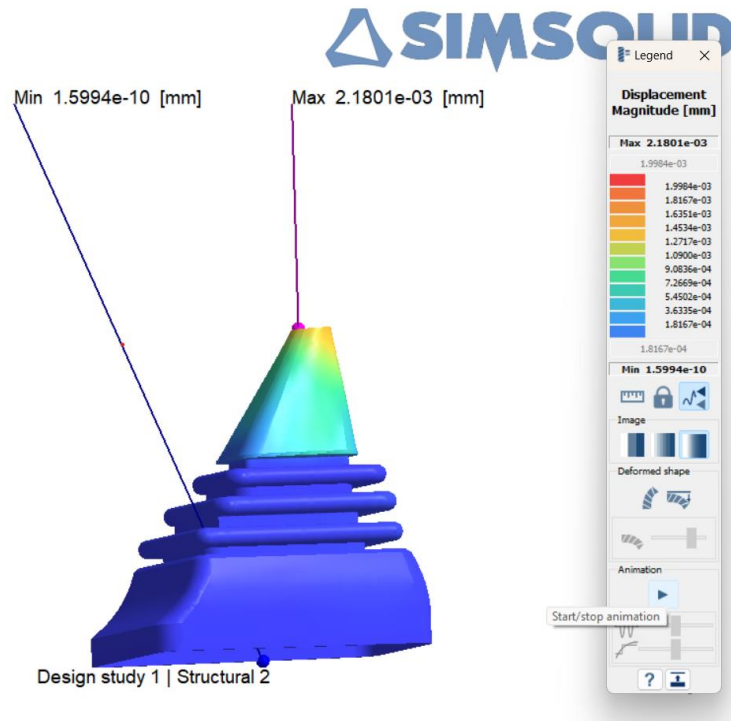 SIMSOLID
Min 1.5994e-10 [mm]
Max 2.1801e-03 [mm]
Design study 1 | Structural 2
Legend
Displacement
Magnitude [mm]
Max 2.1801e-03
1.9984e-03
1.9984e-03
1.8167e-03
1.6351e-03
1.4534e-03
1.2717e-03
1.0900e-03
9.0836e-04
7.2669e-04
5.4502e-04
3.6335e-04
1.8167e-04
1.8167e-04
Min 1.5994e-10
Image
Deformed shape
Animation
Start/stop animation
?